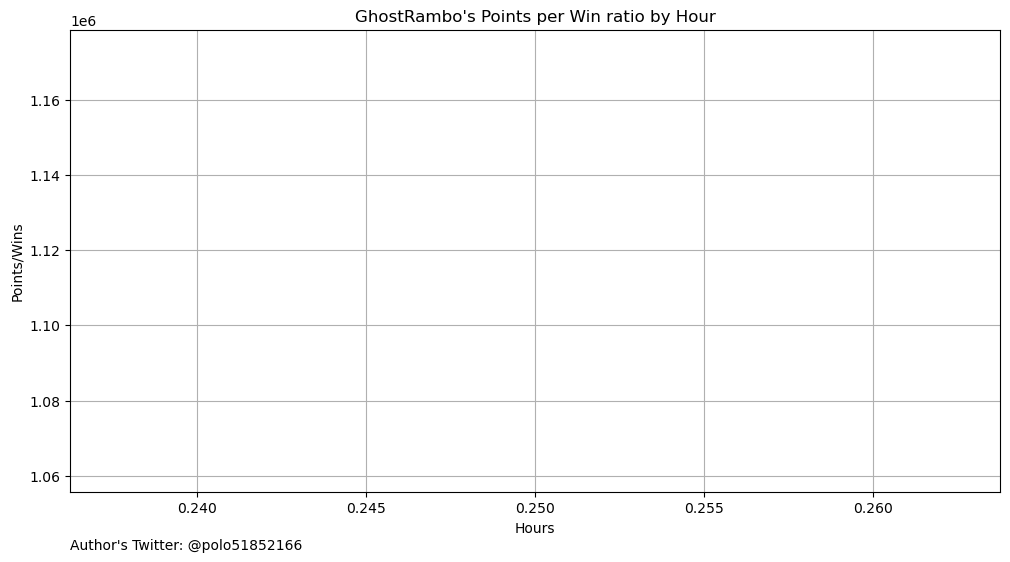 GhostRambo's Points per Win ratio by Hour
1e6
1.16
1.14
1.12
1.10
1.08
1.06
Points/Wins
0.240 0.245 0.250 0.255 0.260
Hours
Author's Twitter: @polo51852166